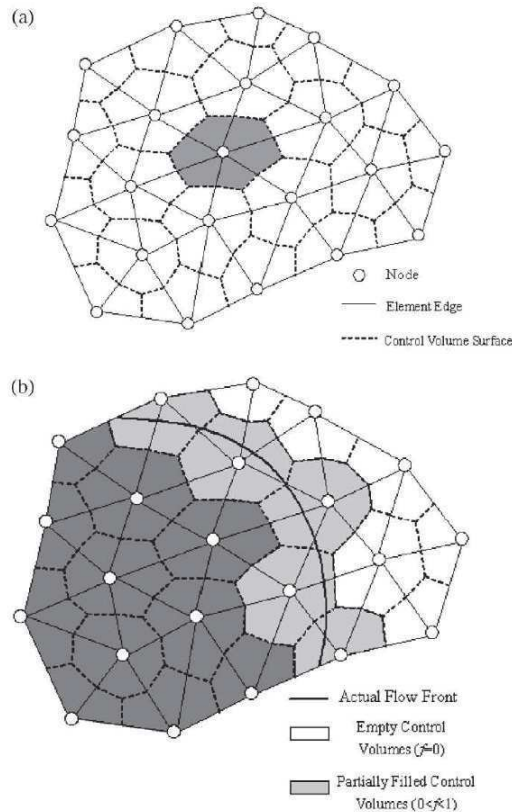 (a)
Node
Element Edge
Control Volume Surface
(b)
Actual Flow Front
Empty Control
Volumes (f=0)
Partially Filled Control
Volumes (0<f<1)